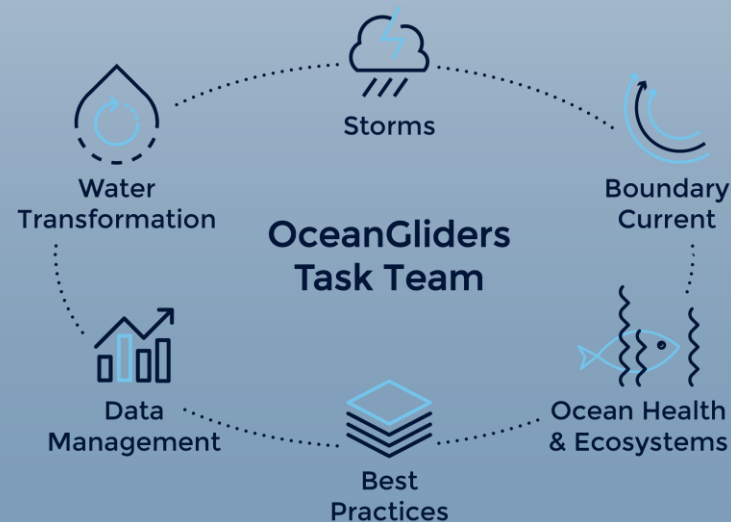 Storms
Water
Transformation
Boundary
Current
OceanGliders
Task Team
Data
Management
Ocean Health
& Ecosystems
Best
Practices